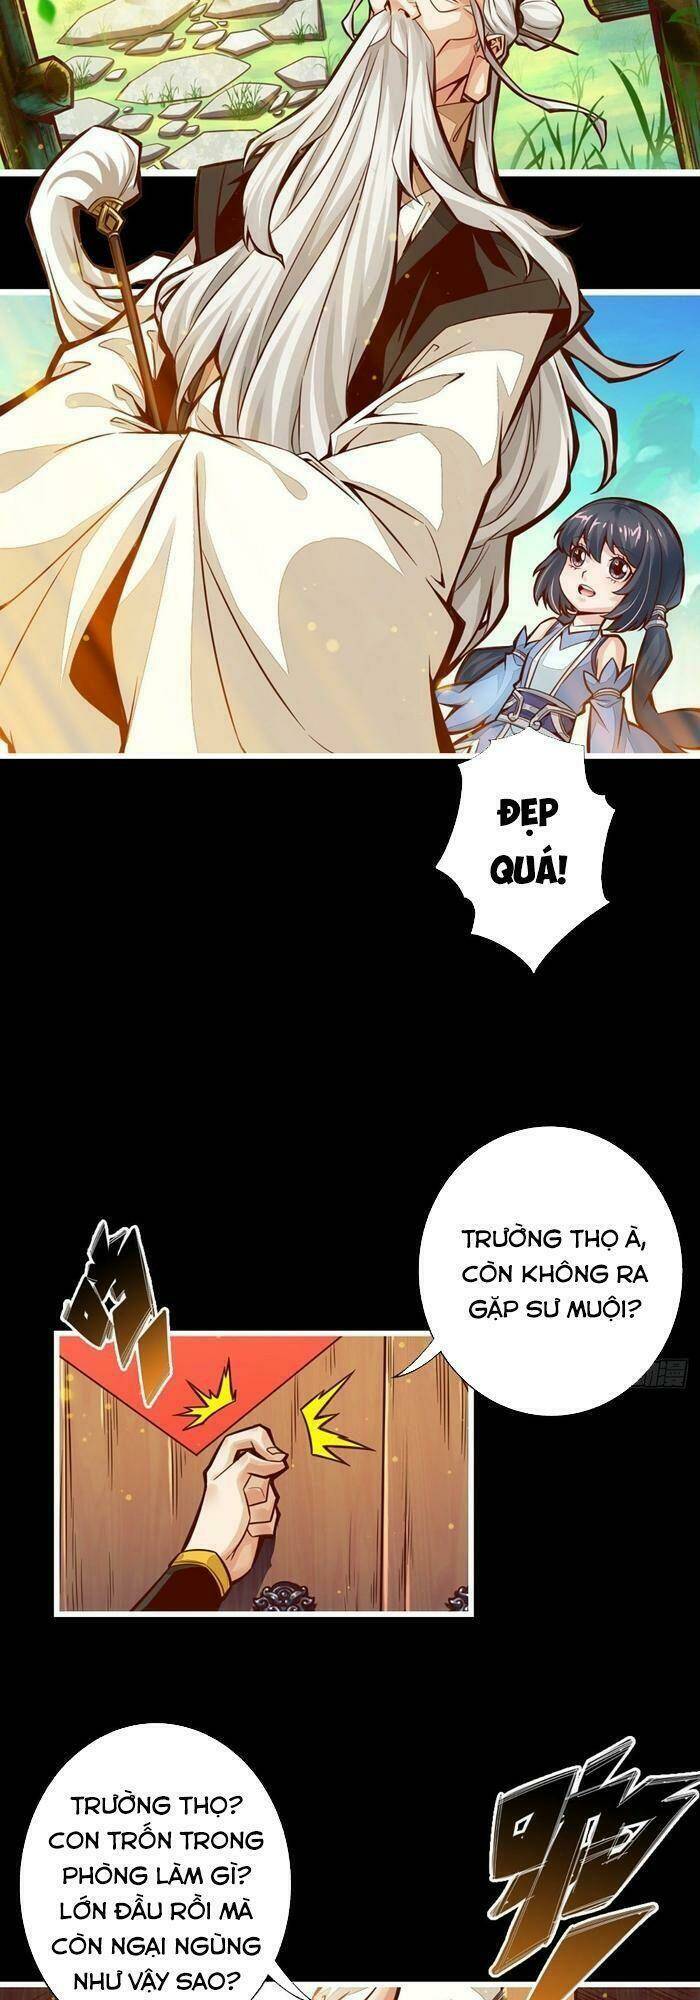 ĐẸP
QUÁ!
TRƯỜNG THỌ À,
CÒN KHÔNG RA
GẶP SƯ MUỘI?
TRƯỜNG THỌ?
CON TRỐN TRONG
PHÒNG LÀM GÌ?
LỚN ĐẦU RỒI MÀ
CÒN NGẠI NGÙNG
NHƯ VẬY SAO?